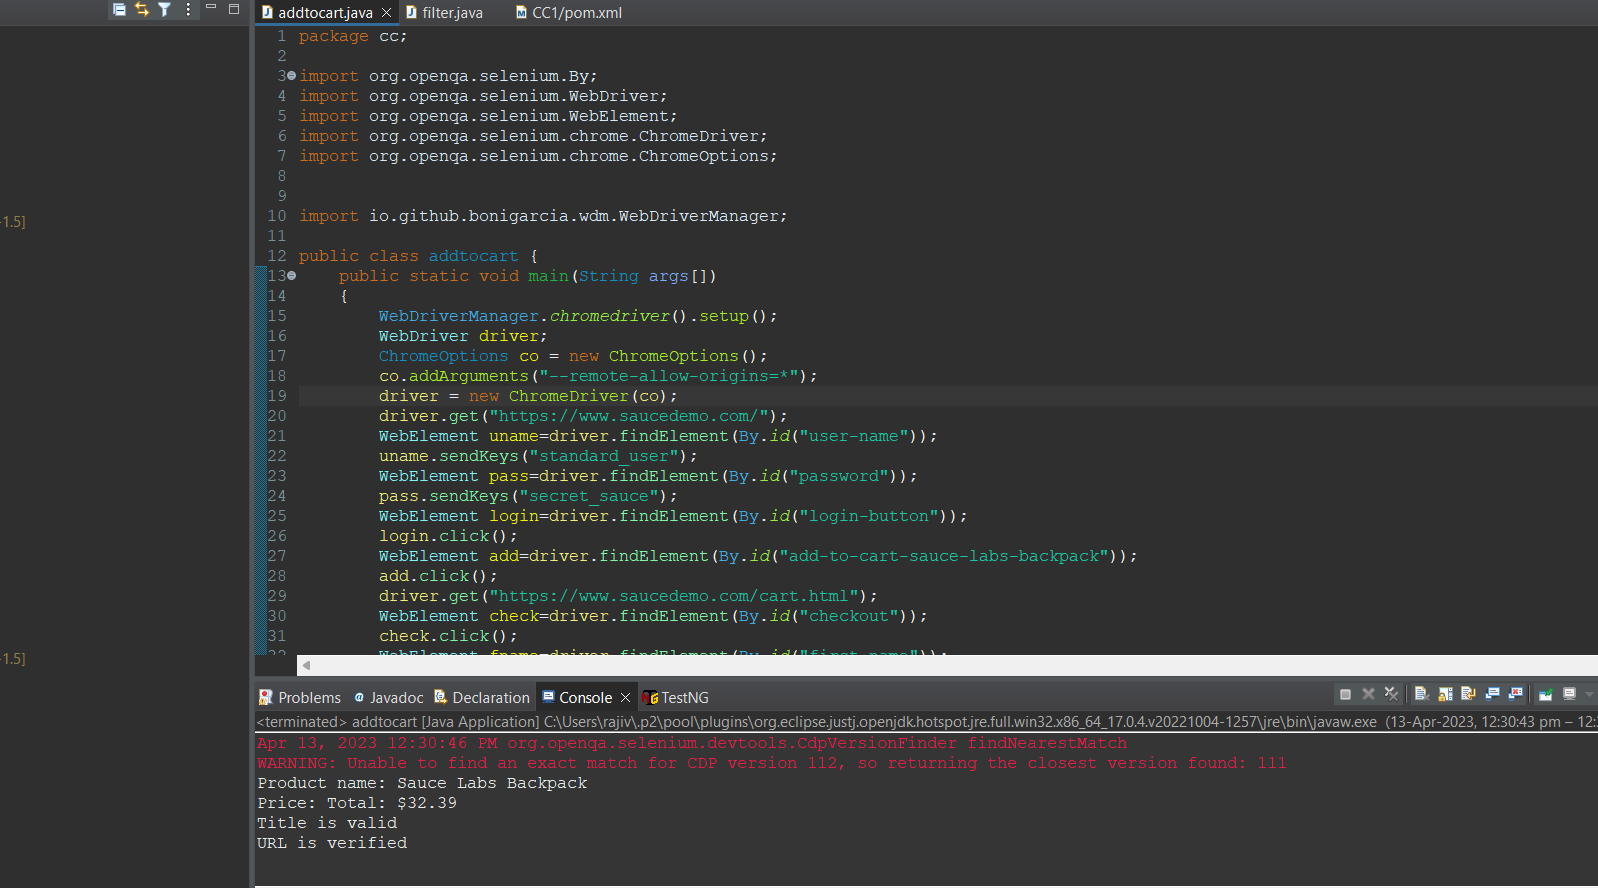 addtocart.java filter.java CC1/pom.xml
1 package cc;
2
3 import org.openqa.selenium.By;
4 import org.openqa.selenium.WebDriver;
5 import org.openqa.selenium.WebElement;
6 import org.openqa.selenium.chrome.ChromeDriver;
7 import org.openqa.selenium.chrome.ChromeOptions;
8
9
-1.5]
10 import io.github.bonigarcia.wdm.WebDriverManager;
11
12 public class addtocart {
13 public static void main(String args[])
14 {
15 WebDriverManager.chromedriver().setup();
16 WebDriver driver;
17 ChromeOptions co = new ChromeOptions();
18 co.addArguments("--remote-allow-origins=*");
19 driver = new ChromeDriver(co);
20 driver.get("https://www.saucedemo.com/");
21 WebElement uname=driver.findElement(By.id("user-name"));
22 uname.sendKeys("standard_user");
23 WebElement pass=driver.findElement(By.id("password"));
24 pass.sendKeys("secret_sauce");
25 WebElement login=driver.findElement(By.id("login-button"));
26 login.click();
27 WebElement add=driver.findElement(By.id("add-to-cart-sauce-labs-backpack"));
28 add.click();
29 driver.get("https://www.saucedemo.com/cart.html");
30 WebElement check=driver.findElement(By.id("checkout"));
31 check.click();
32 WebElement fname=driver.findElement(By.id("first-name"));
-1.5]
Problems Javadoc Declaration Console TestNG
<terminated> addtocart [Java Application] C:\Users\rajiv\.p2\pool\plugins\org.eclipse.justj.openjdk.hotspot.jre.full.win32.x86_64_17.0.4.v20221004-1257\jre\bin\javaw.exe (13-Apr-2023, 12:30:43 pm – 12:
Apr 13, 2023 12:30:46 PM org.openqa.selenium.devtools.CdpVersionFinder findNearestMatch
WARNING: Unable to find an exact match for CDP version 112, so returning the closest version found: 111
Product name: Sauce Labs Backpack
Price: Total: $32.39
Title is valid
URL is verified